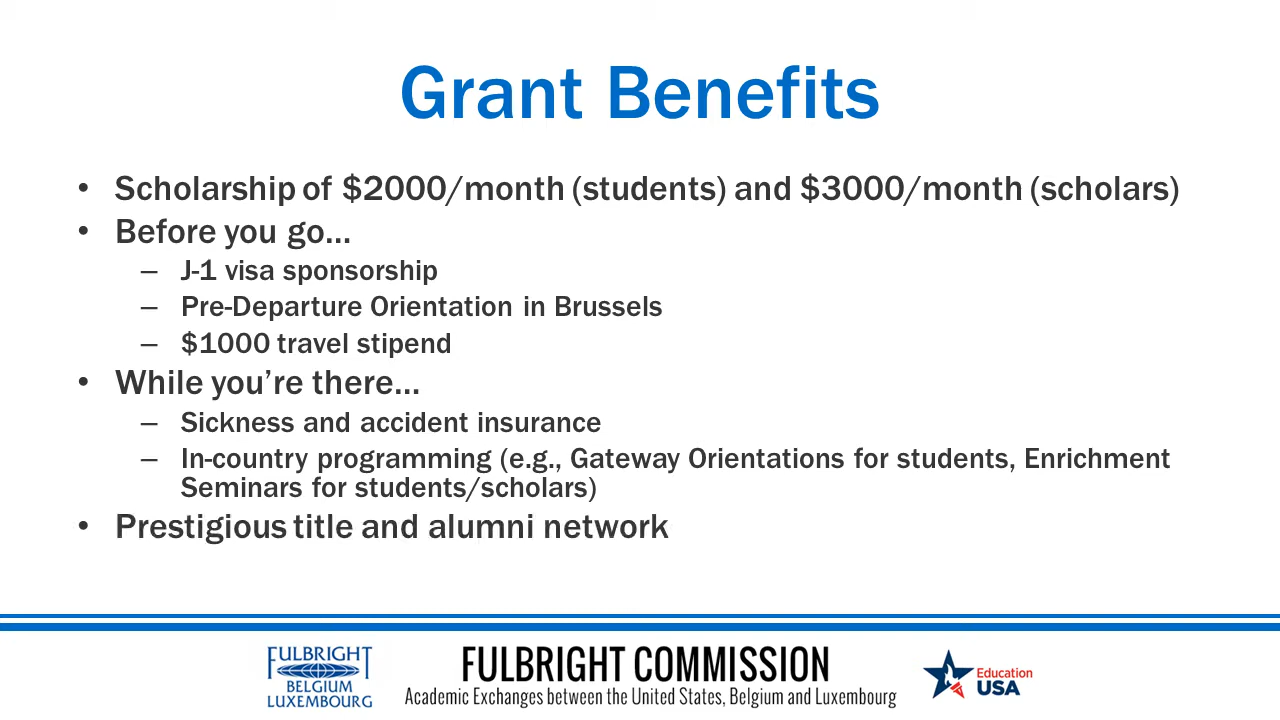 Grant Benefits
• Scholarship of $2000/month (students) and $3000/month (scholars)
• Before you go…
– J-1 visa sponsorship
– Pre-Departure Orientation in Brussels
– $1000 travel stipend
• While you’re there…
– Sickness and accident insurance
– In-country programming (e.g., Gateway Orientations for students, Enrichment
Seminars for students/scholars)
• Prestigious title and alumni network
FULBRIGHT
BELGIUM
LUXEMBOURG
FULBRIGHT COMMISSION
Academic Exchanges between the United States, Belgium and Luxembourg
Education
USA